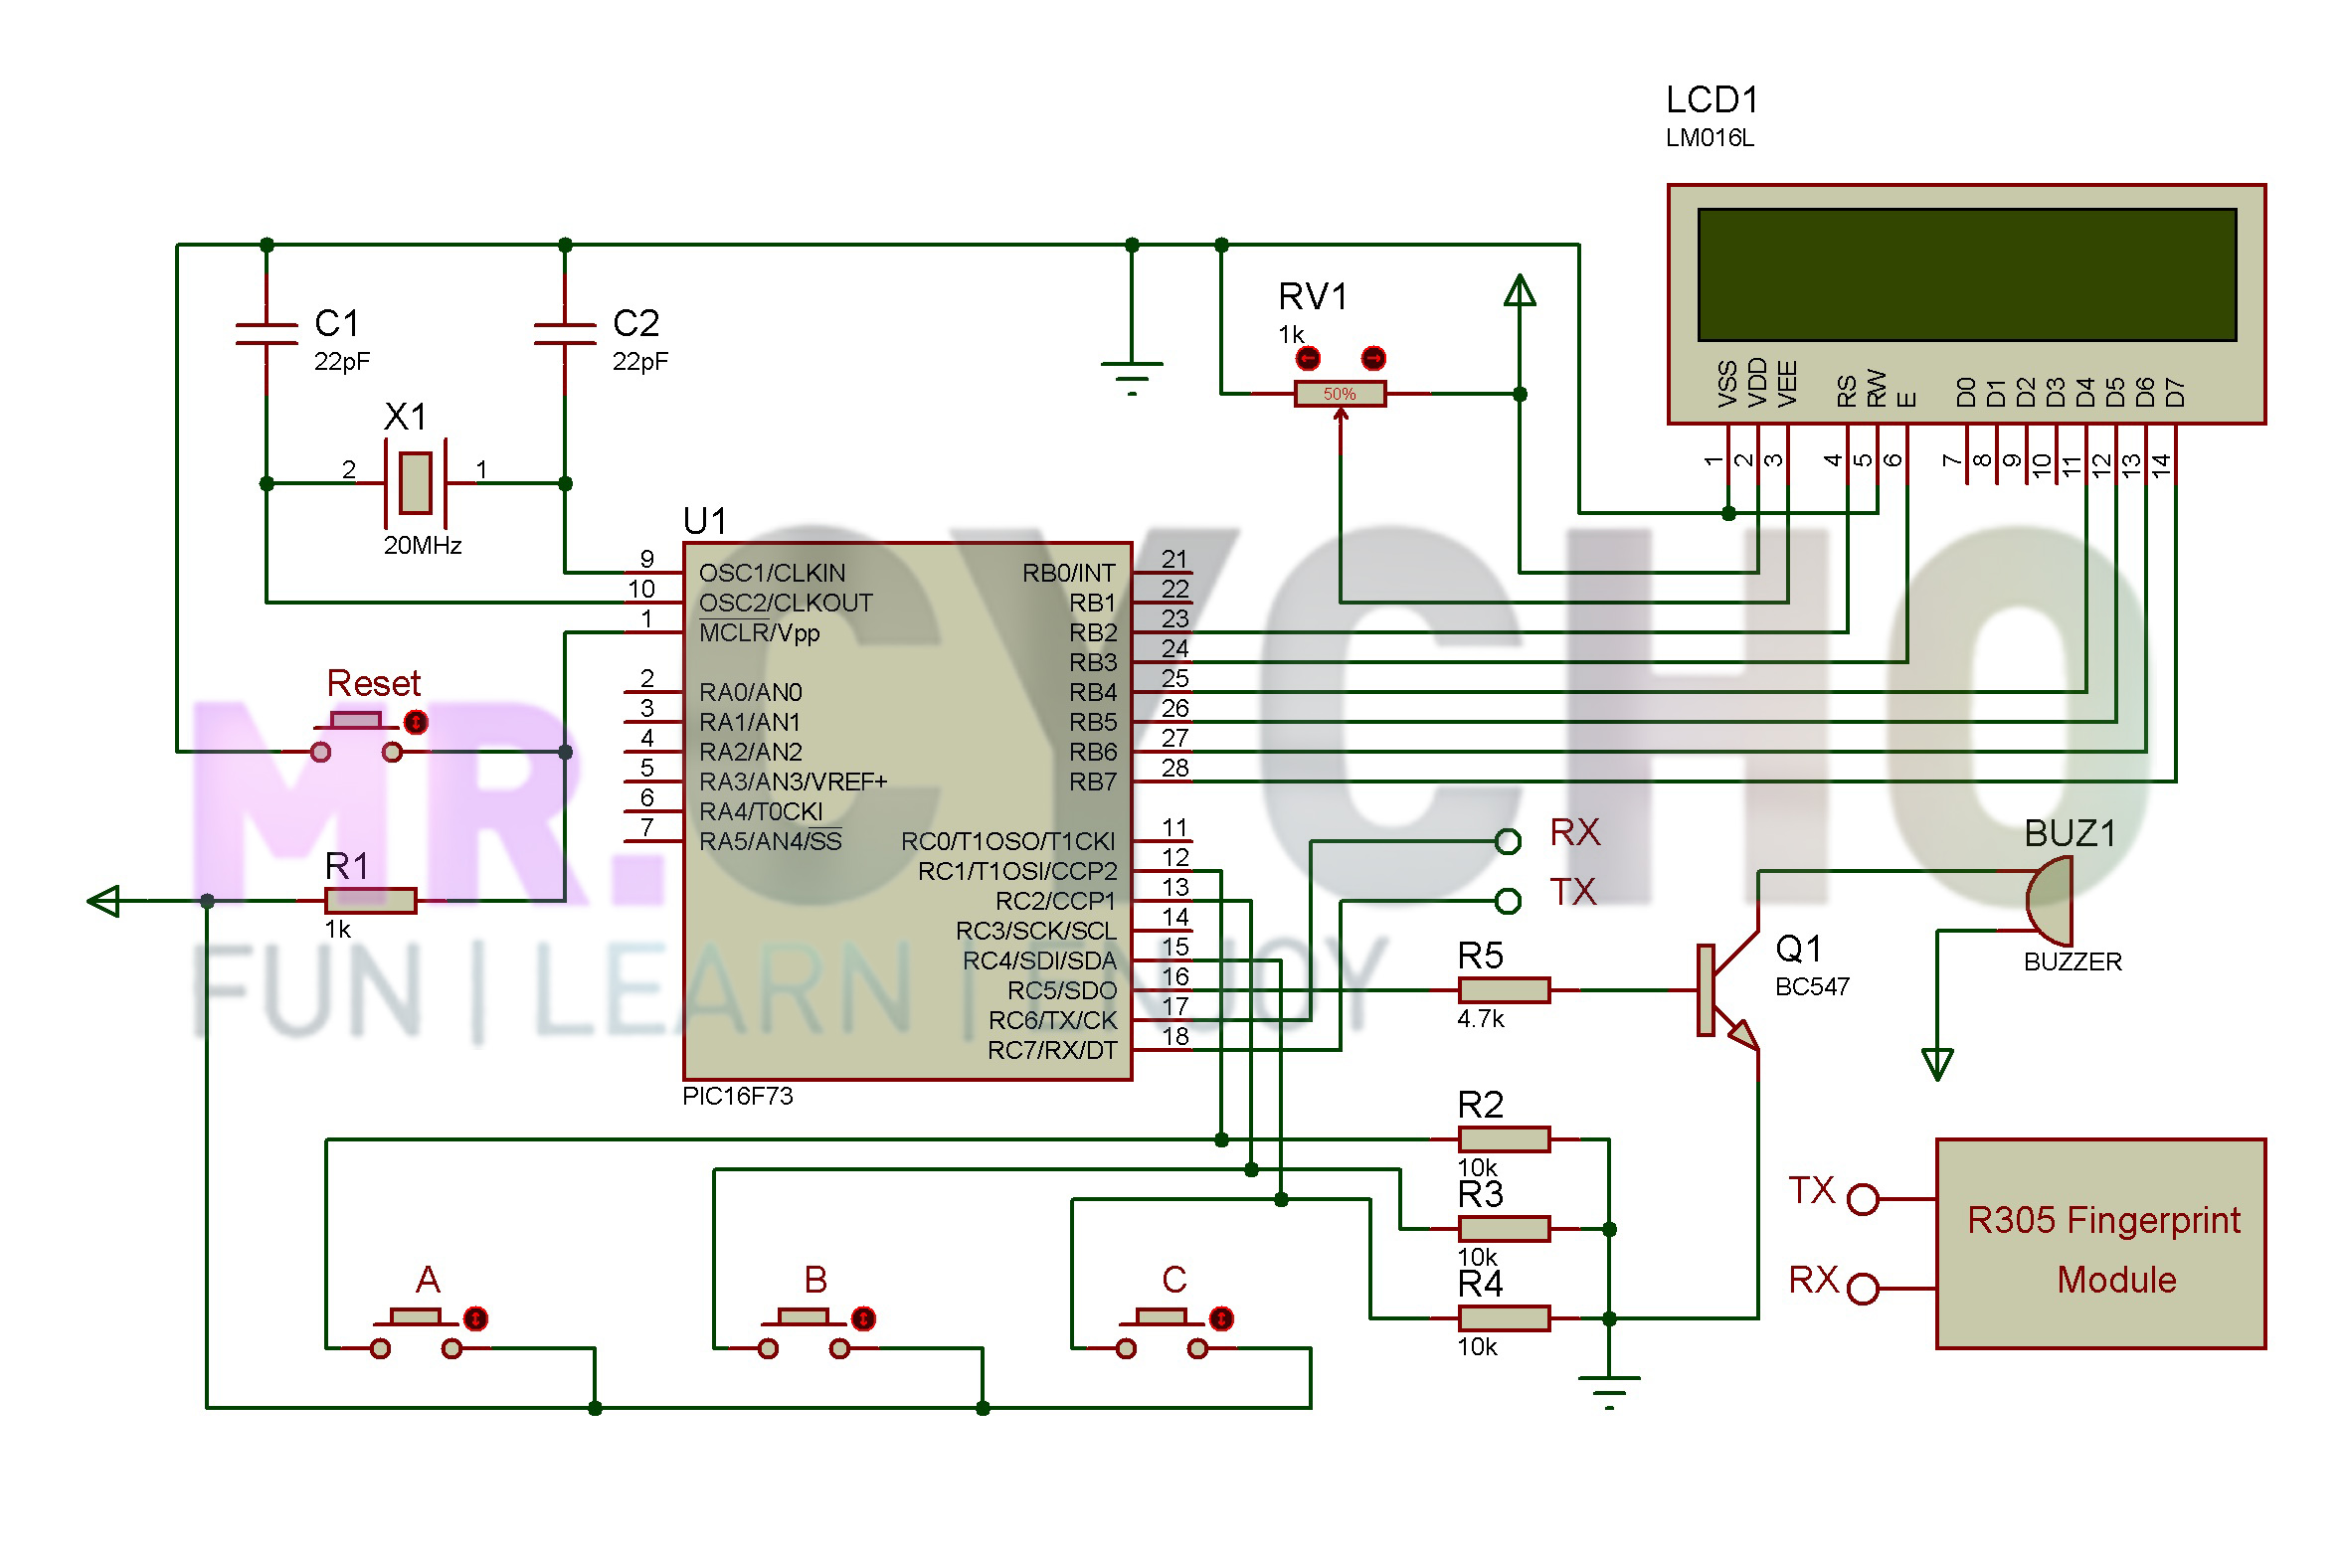 LCD1
LM016L
VSS
VDD
VEE
RS
RW
E
D0
D1
D2
D3
D4
D5
D6
D7
1
2
3
4
5
6
7
8
9
10
11
12
13
14
RV1
1k
50%
C1
22pF
C2
22pF
X1
2
1
20MHz
U1
9
OSC1/CLKIN
10
OSC2/CLKOUT
1
MCLR/Vpp
2
RA0/AN0
3
RA1/AN1
4
RA2/AN2
5
RA3/AN3/VREF+
6
RA4/T0CKI
7
RA5/AN4/SS
RB0/INT
21
RB1
22
RB2
23
RB3
24
RB4
25
RB5
26
RB6
27
RB7
28
RC0/T1OSO/T1CKI
11
RC1/T1OSI/CCP2
12
RC2/CCP1
13
RC3/SCK/SCL
14
RC4/SDI/SDA
15
RC5/SDO
16
RC6/TX/CK
17
RC7/RX/DT
18
PIC16F73
Reset
R1
1k
MR.CYCHO
FUN | LEARN | ENJOY
RX
TX
BUZ1
BUZZER
R5
4.7k
Q1
BC547
R2
10k
R3
10k
R4
10k
A
B
C
TX
RX
R305 Fingerprint
Module